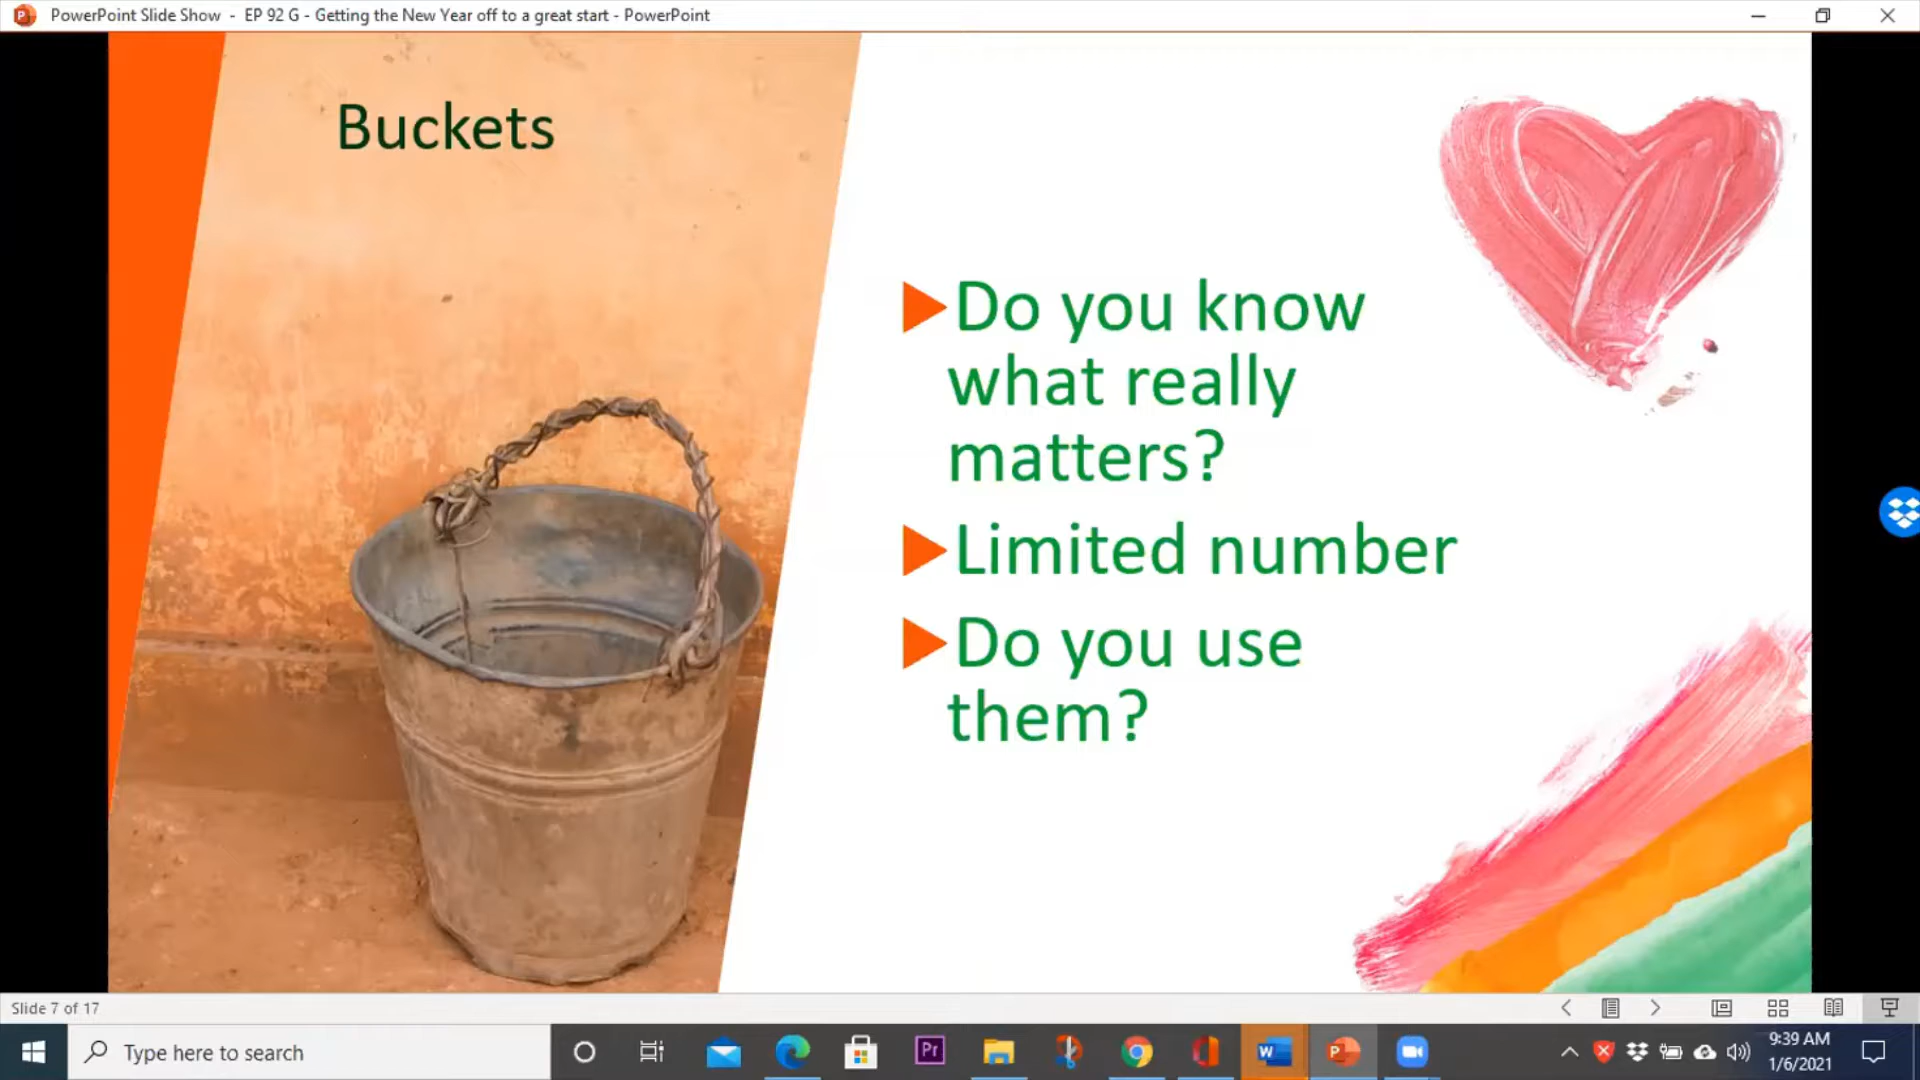 PowerPoint Slide Show - EP 92 G - Getting the New Year off to a great start - PowerPoint
Buckets
Do you know
what really
matters?
Limited number
Do you use
them?
Slide 7 of 17
Type here to search
Pr
W
P
9:39 AM
1/6/2021